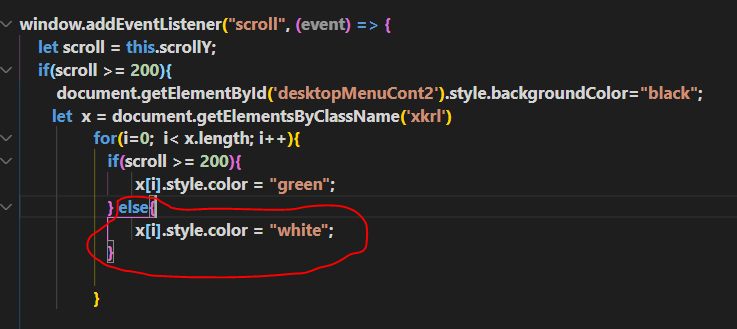 window.addEventListener("scroll", (event) => {
let scroll = this.scrollY;
if(scroll >= 200){
document.getElementById('desktopMenuCont2').style.backgroundColor="black";
let x = document.getElementsByClassName('xkrl')
for(i=0; i< x.length; i++){
if(scroll >= 200){
x[i].style.color = "green";
} else{
x[i].style.color = "white";
}
}